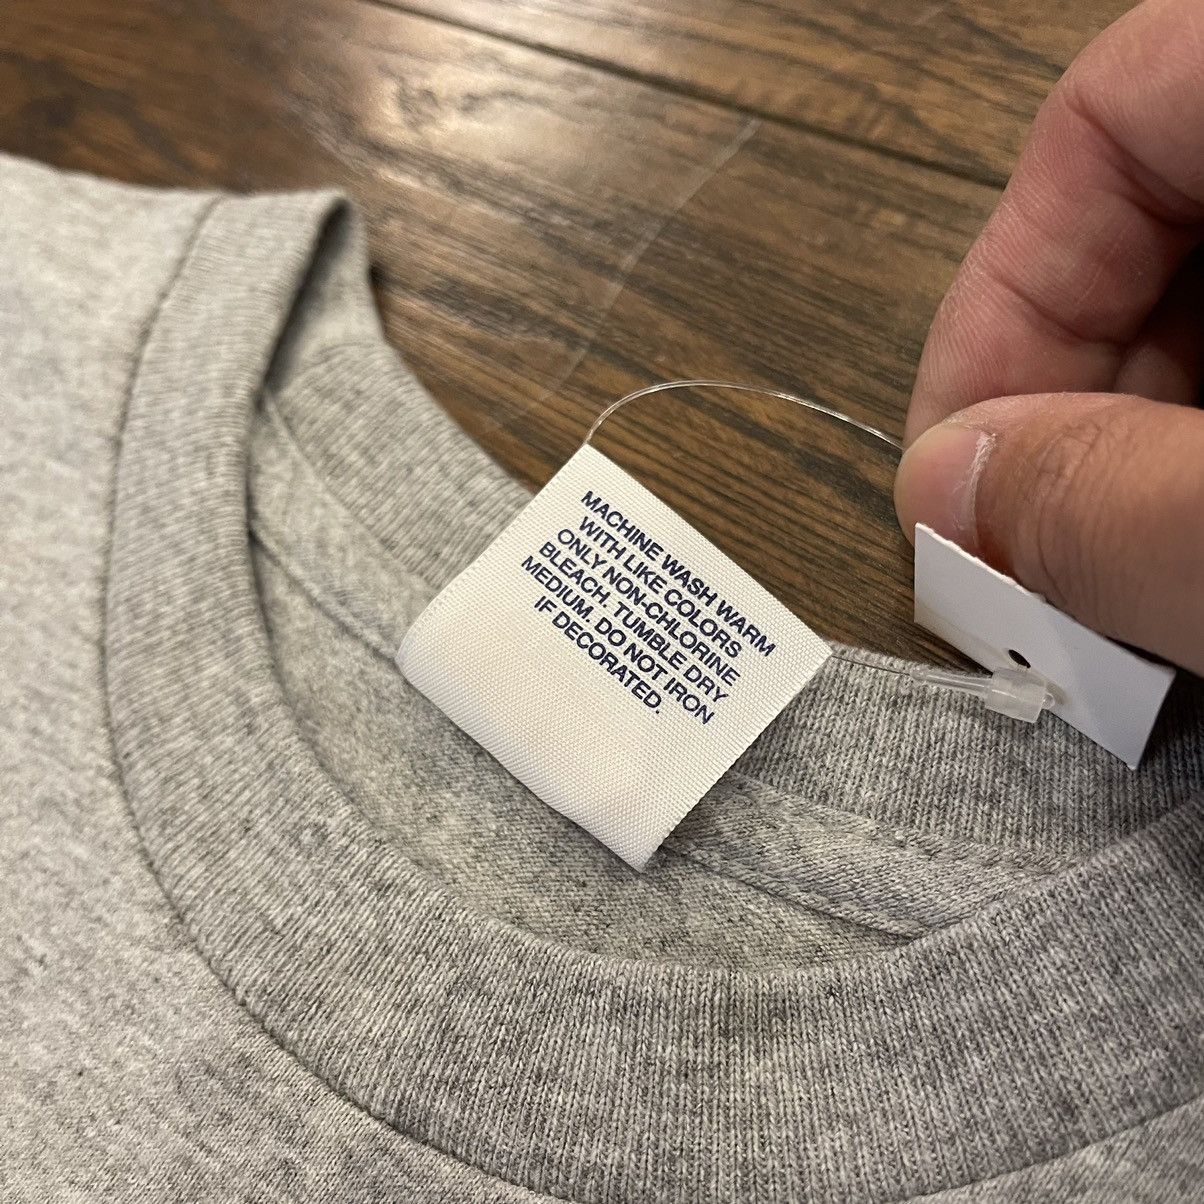 MACHINE WASH WARM
WITH LIKE COLORS
ONLY NON-CHLORINE
BLEACH. TUMBLE DRY
MEDIUM. DO NOT IRON
IF DECORATED.